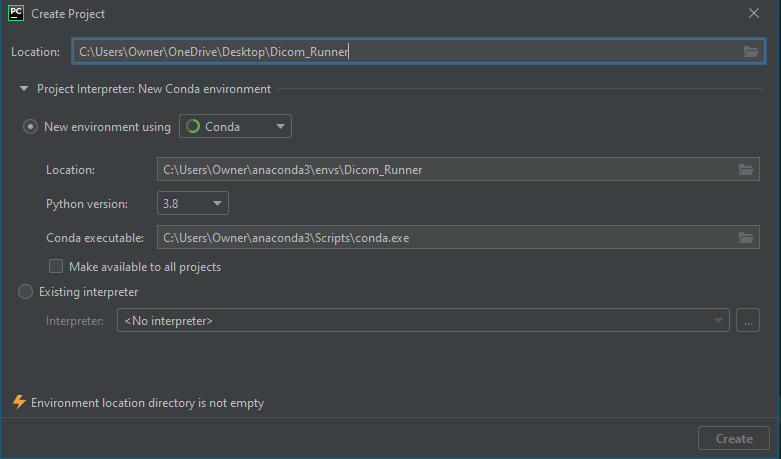 PC Create Project
Location: C:\Users\Owner\OneDrive\Desktop\Dicom_Runner
Project Interpreter: New Conda environment
New environment using Conda
Location: C:\Users\Owner\anaconda3\envs\Dicom_Runner
Python version: 3.8
Conda executable: C:\Users\Owner\anaconda3\Scripts\conda.exe
Make available to all projects
Existing interpreter
Interpreter: <No interpreter> ...
Environment location directory is not empty
Create